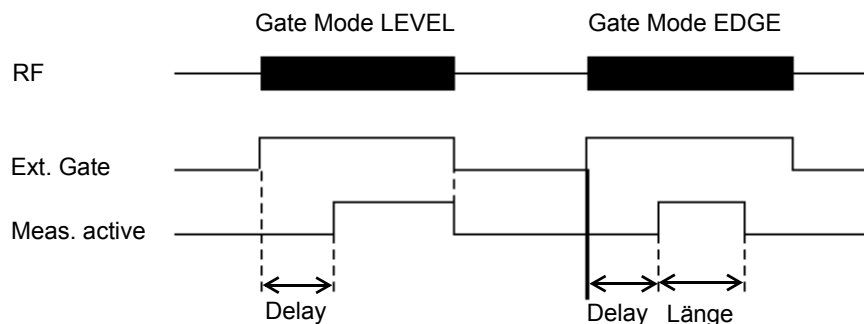 Gate Mode LEVEL
Gate Mode EDGE
RF
Ext. Gate
Meas. active
Delay
Delay
Länge